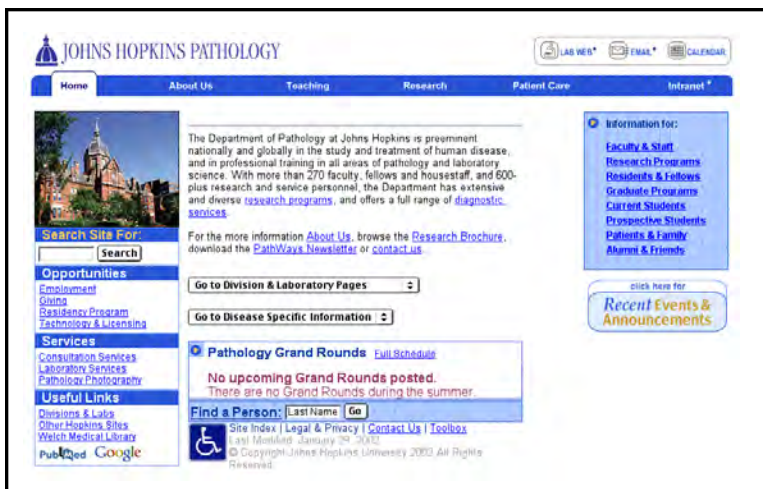 JOHNS HOPKINS PATHOLOGY
LAB WEB* EMAIL* CALENDAR
Home About Us Teaching Research Patient Care Intranet *
The Department of Pathology at Johns Hopkins is preeminent
nationally and globally in the study and treatment of human disease,
and in professional training in all areas of pathology and laboratory
science. With more than 270 faculty, fellows and housestaff, and 600-
plus research and service personnel, the Department has extensive
and diverse research programs, and offers a full range of diagnostic
services.
For the more information About Us, browse the Research Brochure,
download the PathWays Newsletter or contact us.
Go to Division & Laboratory Pages
Go to Disease Specific Information
Pathology Grand Rounds Full Schedule
No upcoming Grand Rounds posted.
There are no Grand Rounds during the summer.
Find a Person: Last Name Go
Site Index | Legal & Privacy | Contact Us | Toolbox
Last Modified: January 29, 2002
© Copyright Johns Hopkins University 2002 All Rights
Reserved
Search Site For:
Search
Opportunities
Employment
Giving
Residency Program
Technology & Licensing
Services
Consultation Services
Laboratory Services
Pathology Photography
Useful Links
Divisions & Labs
Other Hopkins Sites
Welch Medical Library
PubMed Google
Information for:
Faculty & Staff
Research Programs
Residents & Fellows
Graduate Programs
Current Students
Prospective Students
Patients & Family
Alumni & Friends
click here for
Recent Events &
Announcements